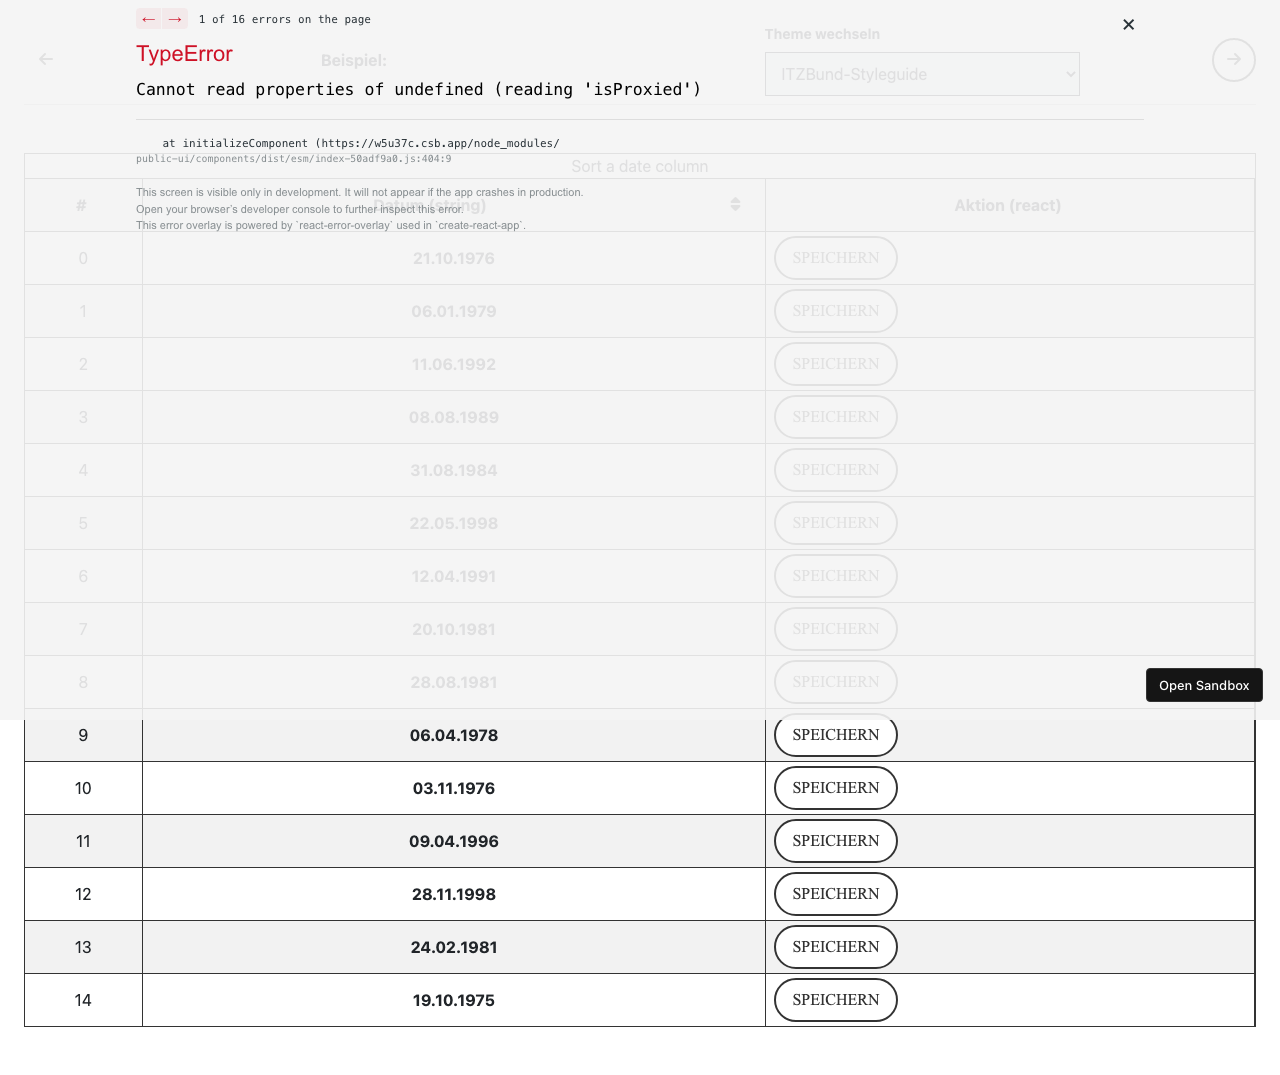 ← → 1 of 16 errors on the page
×
Theme wechseln
TypeError
Beispiel:
ITZBund-Styleguide
Cannot read properties of undefined (reading 'isProxied')
at initializeComponent (https://w5u37c.csb.app/node_modules/
public-ui/components/dist/esm/index-50adf9a0.js:404:9
Sort a date column
This screen is visible only in development. It will not appear if the app crashes in production.
# Datum (string) Aktion (react)
Open your browser’s developer console to further inspect this error.
This error overlay is powered by `react-error-overlay` used in `create-react-app`.
0 21.10.1976 SPEICHERN
1 06.01.1979 SPEICHERN
2 11.06.1992 SPEICHERN
3 08.08.1989 SPEICHERN
4 31.08.1984 SPEICHERN
5 22.05.1998 SPEICHERN
6 12.04.1991 SPEICHERN
7 20.10.1981 SPEICHERN
8 28.08.1981 SPEICHERN
Open Sandbox
9 06.04.1978 SPEICHERN
10 03.11.1976 SPEICHERN
11 09.04.1996 SPEICHERN
12 28.11.1998 SPEICHERN
13 24.02.1981 SPEICHERN
14 19.10.1975 SPEICHERN